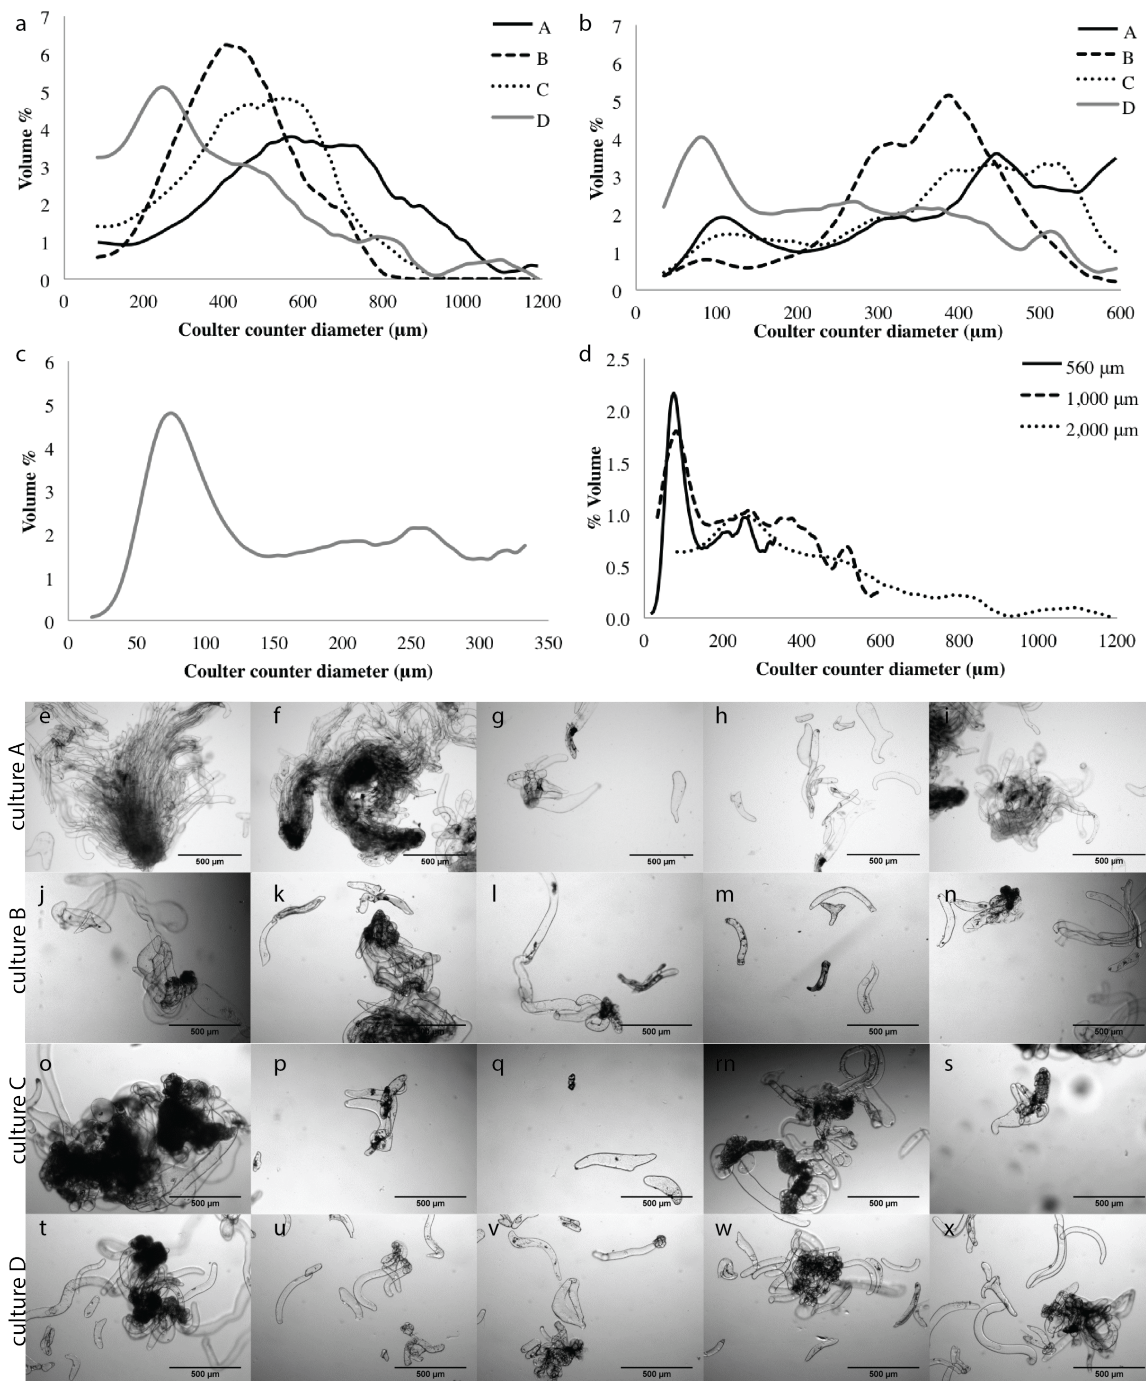 a
7
6
5
4
3
2
1
0
Volume %
0 200 400 600 800 1000 1200
Coulter counter diameter (µm)
A
B
C
D
b
7
6
5
4
3
2
1
0
Volume %
0 100 200 300 400 500 600
Coulter counter diameter (µm)
A
B
C
D
c
6
5
4
3
2
1
0
Volume %
0 50 100 150 200 250 300 350
Coulter counter diameter (µm)
d
2.5
2.0
1.5
1.0
0.5
0.0
% Volume
0 200 400 600 800 1000 1200
Coulter counter diameter (µm)
560 µm
1,000 µm
2,000 µm
culture A
e f g h i
500 µm 500 µm 500 µm 500 µm 500 µm
culture B
j k l m n
500 µm 500 µm 500 µm 500 µm
culture C
o p q rn s
500 µm 500 µm 500 µm 500 µm 500 µm
culture D
t u v w x
500 µm 500 µm 500 µm 500 µm 500 µm